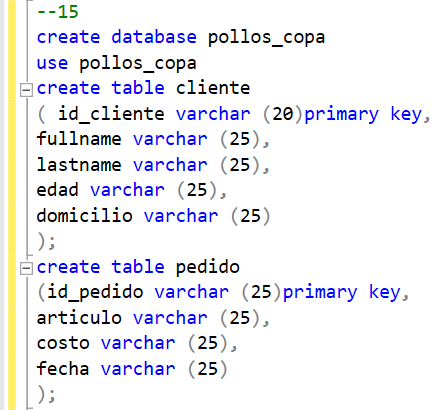 --15
create database pollos_copa
use pollos_copa
create table cliente
( id_cliente varchar (20)primary key,
fullname varchar (25),
lastname varchar (25),
edad varchar (25),
domicilio varchar (25)
);
create table pedido
(id_pedido varchar (25)primary key,
articulo varchar (25),
costo varchar (25),
fecha varchar (25)
);